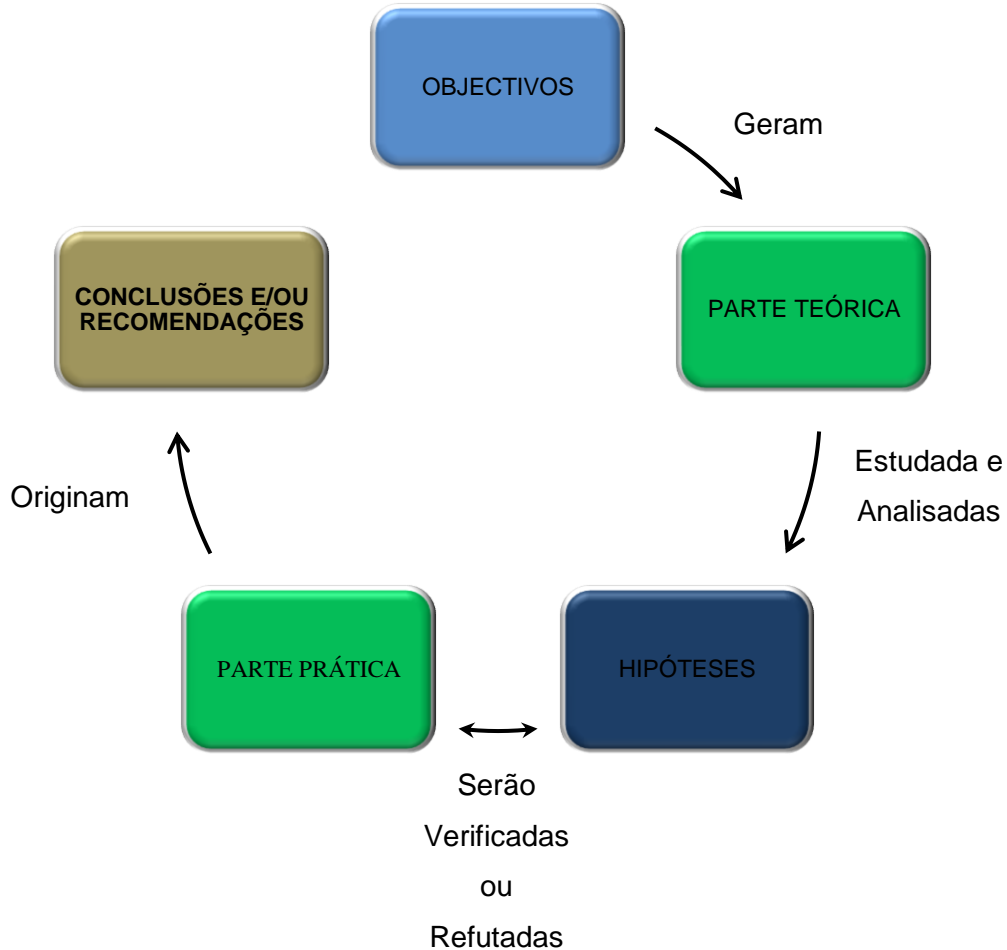 OBJECTIVOS
Geram
PARTE TEÓRICA
Estudada e
Analisadas
HIPÓTESES
Serão
Verificadas
ou
Refutadas
PARTE PRÁTICA
Originam
CONCLUSÕES E/OU
RECOMENDAÇÕES